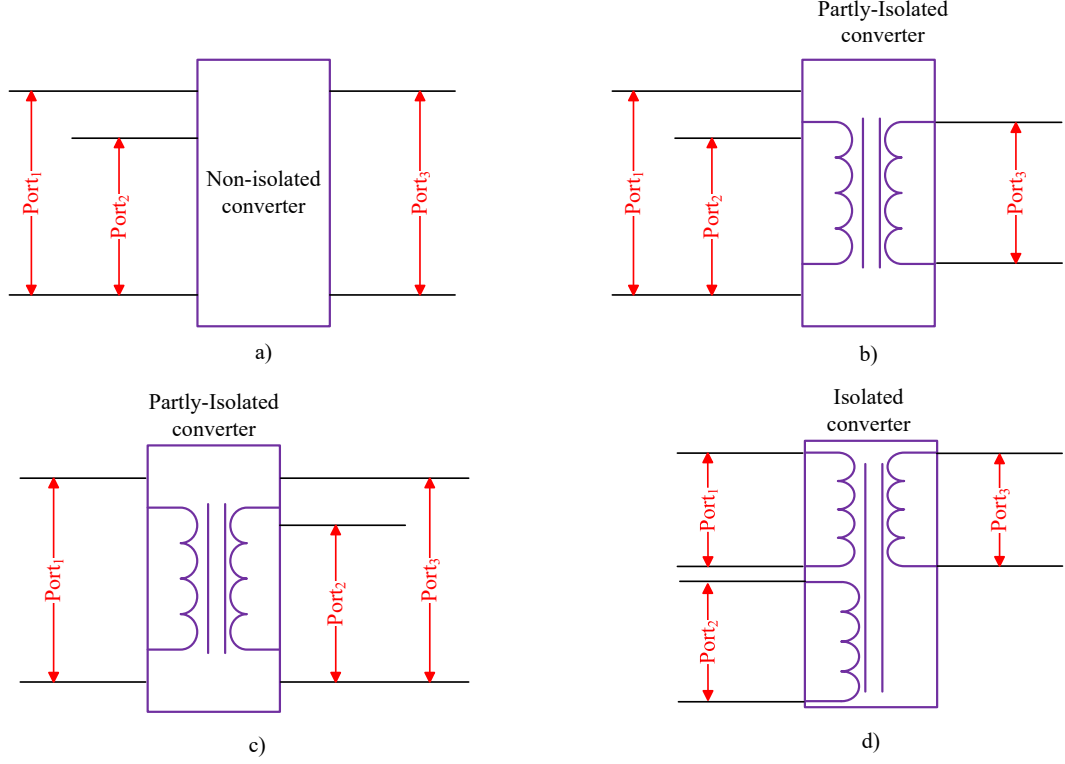 Port₁
Port₂
Non-isolated
converter
Port₃
a)
Partly-Isolated
converter
Port₁
Port₂
Port₃
b)
Partly-Isolated
converter
Port₁
Port₂
Port₃
c)
Isolated
converter
Port₁
Port₂
Port₃
d)